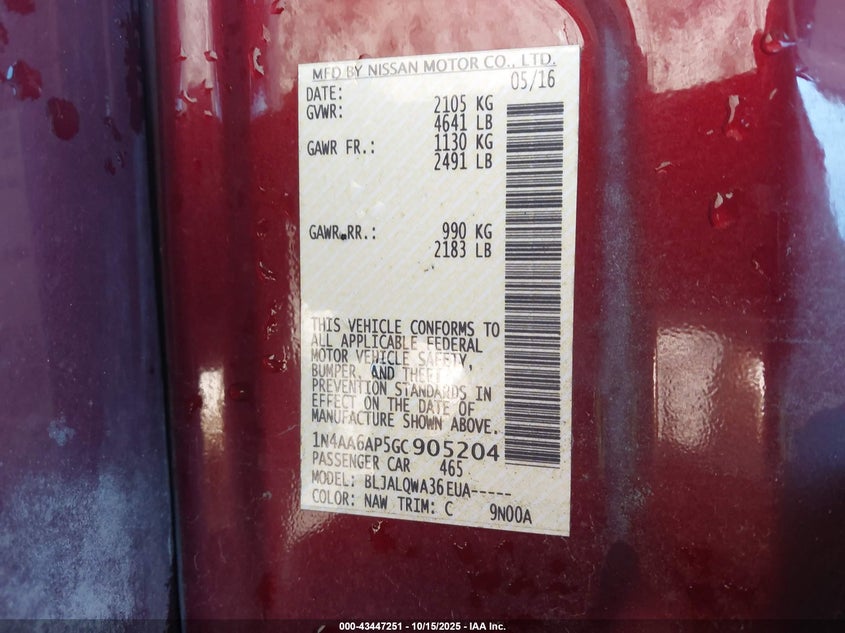 MFD BY NISSAN MOTOR CO., LTD.
DATE: 05/16
GVWR: 2105 KG
4641 LB
GAWR FR.: 1130 KG
2491 LB
GAWR RR.: 990 KG
2183 LB
THIS VEHICLE CONFORMS TO
ALL APPLICABLE FEDERAL
MOTOR VEHICLE SAFETY,
BUMPER, AND THEFT
PREVENTION STANDARDS IN
EFFECT ON THE DATE OF
MANUFACTURE SHOWN ABOVE.
1N4AA6AP5GC905204
PASSENGER CAR 465
MODEL: BLJALQWA36EUA-----
COLOR: NAW TRIM: C 9N00A
000-43447251 | 10/15/2025 | IAA Inc.